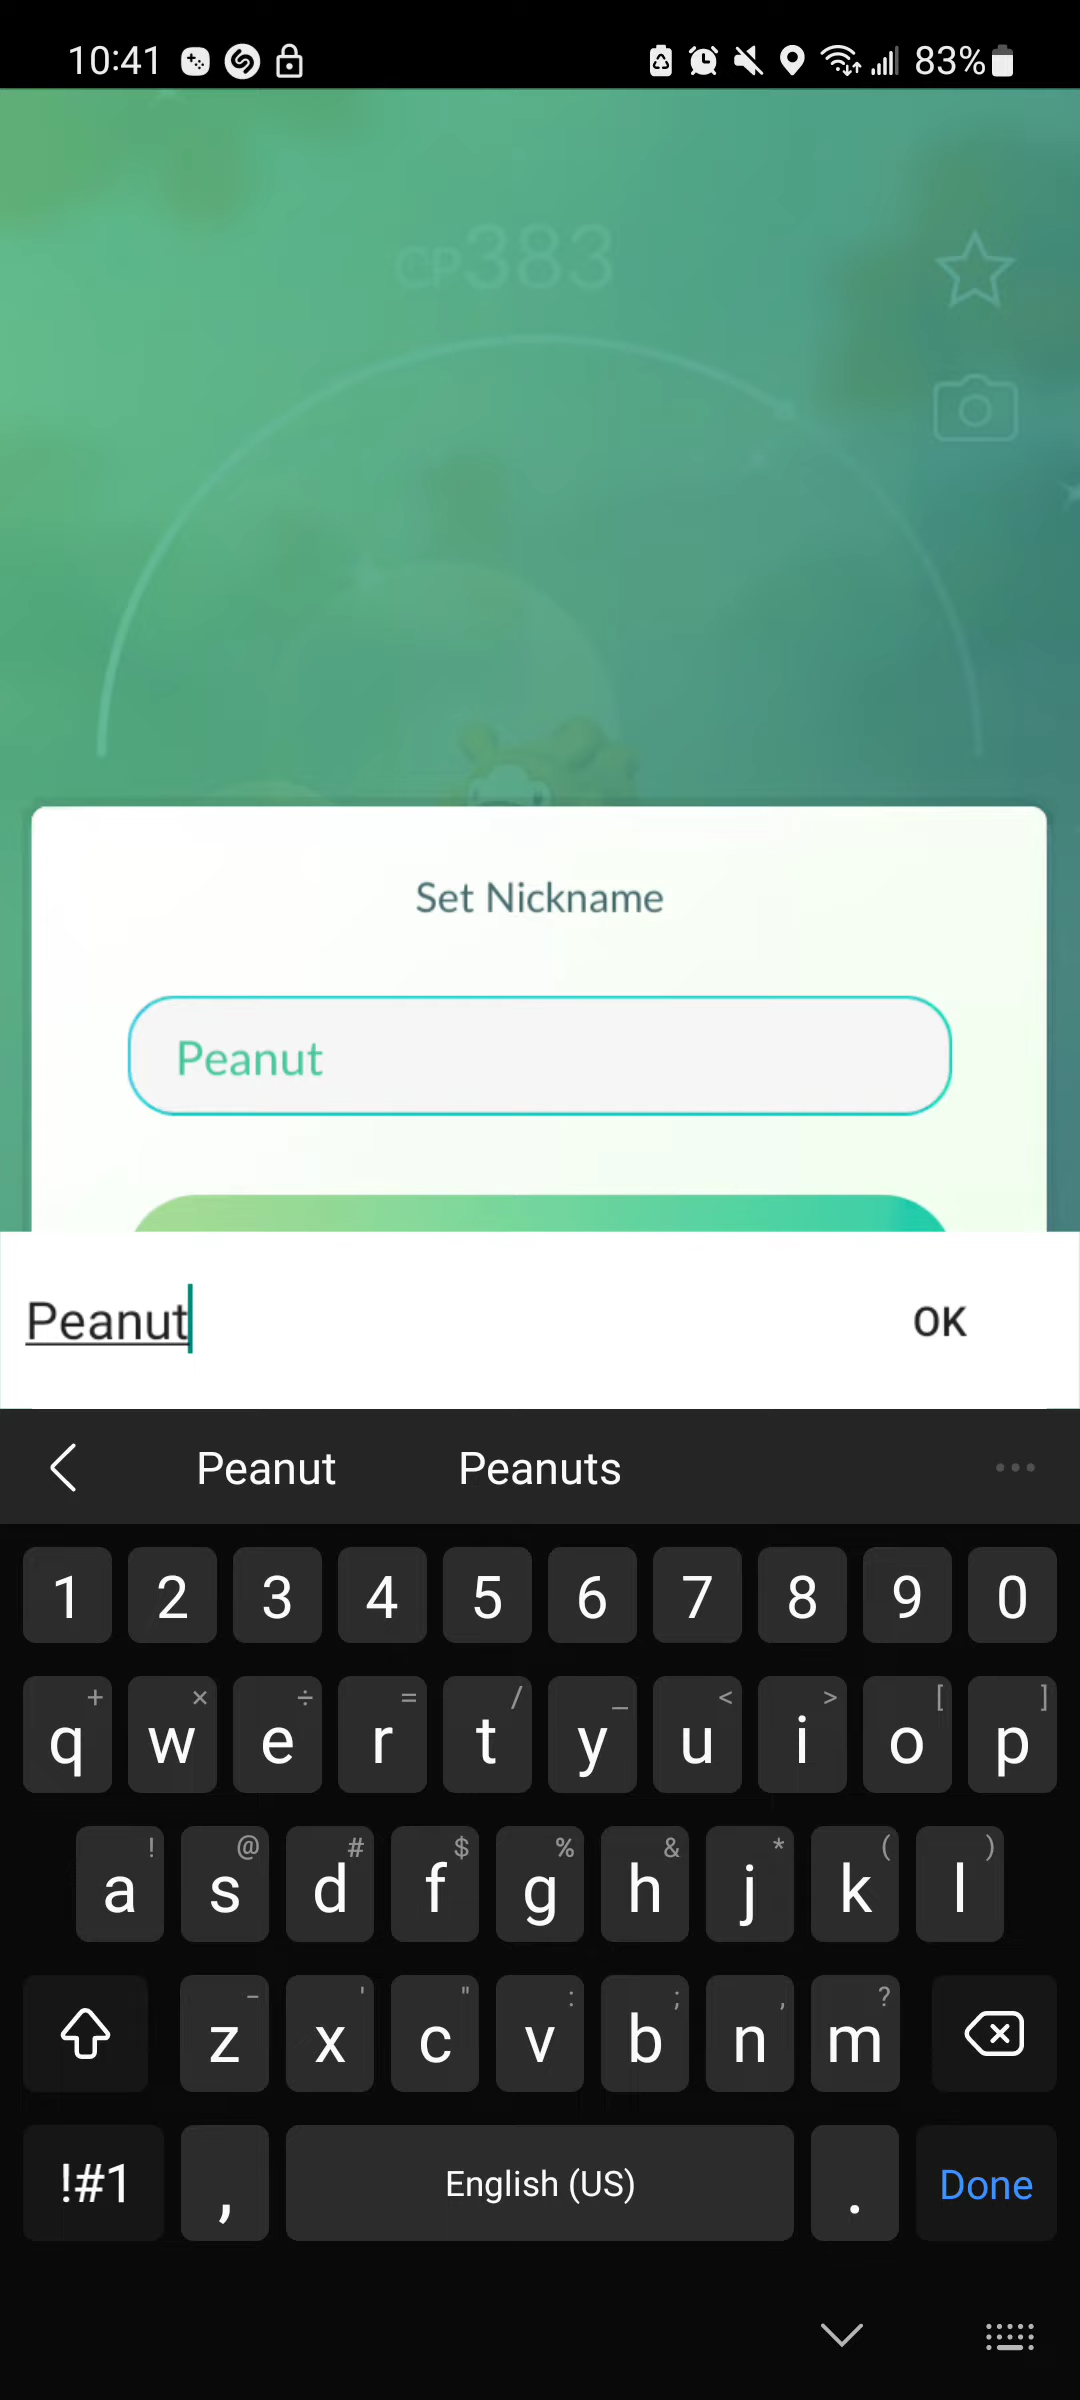 10:41 83%
CP383
Set Nickname
Peanut
Peanut OK
Peanut Peanuts ...
1 2 3 4 5 6 7 8 9 0
+ × ÷ = / _ < > [ ]
q w e r t y u i o p
! @ # $ % & * ( )
a s d f g h j k l
- ' " : ; , ?
z x c v b n m
!#1 , English (US) . Done